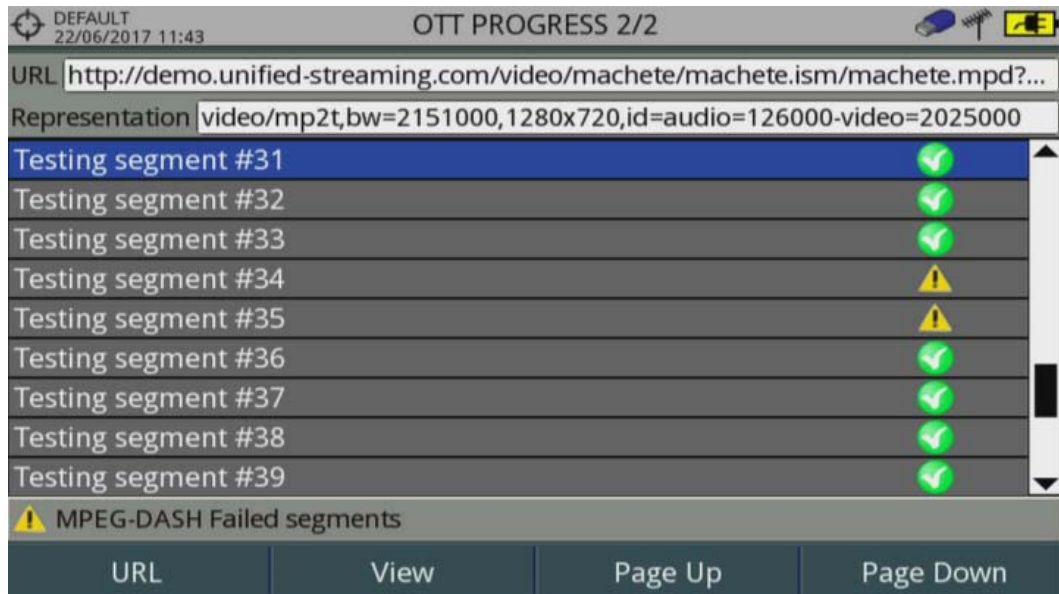 DEFAULT
22/06/2017 11:43
OTT PROGRESS 2/2
URL http://demo.unified-streaming.com/video/machete/machete.ism/machete.mpd?...
Representation video/mp2t,bw=2151000,1280x720,id=audio=126000-video=2025000
Testing segment #31
Testing segment #32
Testing segment #33
Testing segment #34
Testing segment #35
Testing segment #36
Testing segment #37
Testing segment #38
Testing segment #39
MPEG-DASH Failed segments
URL View Page Up Page Down